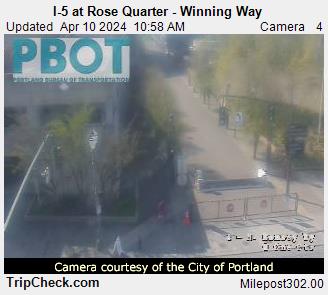 I-5 at Rose Quarter - Winning Way
Updated  Apr 10 2024  10:58 AM Camera   4
PBOT
PORTLAND BUREAU OF TRANSPORTATION
Camera courtesy of the City of Portland
TripCheck.com Milepost302.00